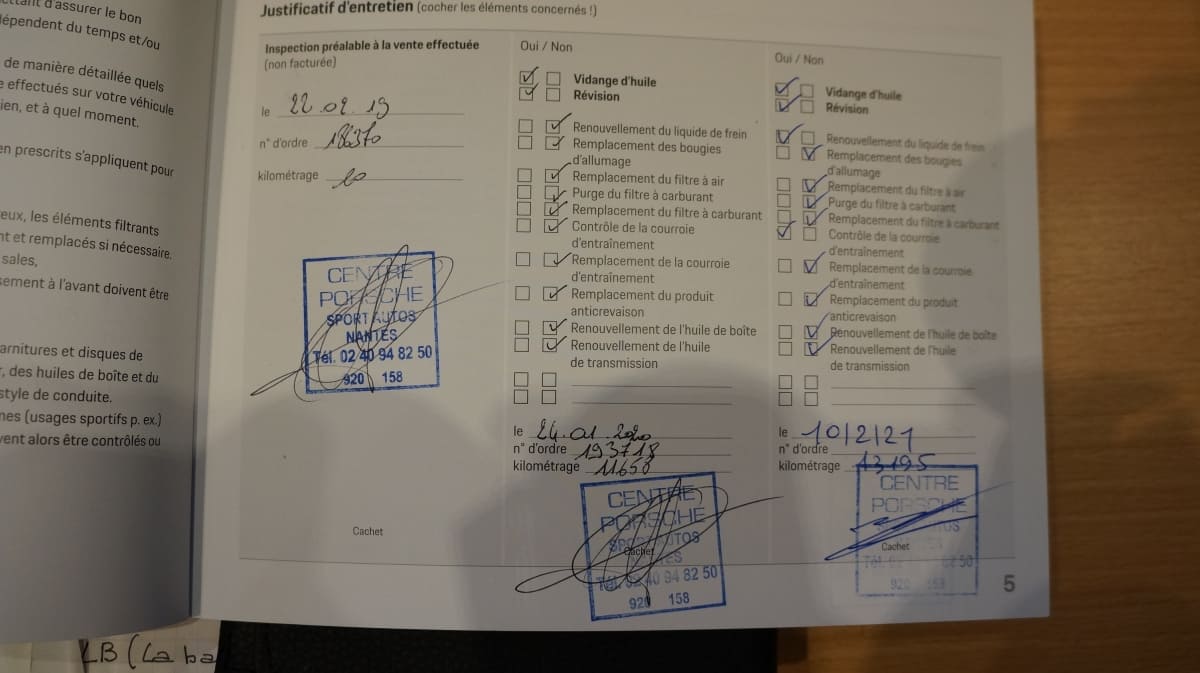 ettant d'assurer le bon
dépendent du temps et/ou
de manière détaillée quels
e effectués sur votre véhicule
ien, et à quel moment.
en prescrits s'appliquent pour
reux, les éléments filtrants
nt et remplacés si nécessaire.
sales,
sement à l'avant doivent être
arnitures et disques de
r, des huiles de boîte et du
style de conduite.
nes (usages sportifs p. ex.)
vent alors être contrôlés ou
Justificatif d'entretien (cocher les éléments concernés !)
Inspection préalable à la vente effectuée
(non facturée)
le 22.02.19
n° d'ordre 186370
kilométrage 10
CENTRE
PORSCHE
SPORT AUTOS
NANTES
Tél. 02 40 94 82 50
920 158
Cachet
Oui / Non
Vidange d'huile
Révision
Renouvellement du liquide de frein
Remplacement des bougies
d'allumage
Remplacement du filtre à air
Purge du filtre à carburant
Remplacement du filtre à carburant
Contrôle de la courroie
d'entraînement
Remplacement de la courroie
d'entraînement
Remplacement du produit
anticrevaison
Renouvellement de l'huile de boîte
Renouvellement de l'huile
de transmission
le 24.01.2020
n° d'ordre 193718
kilométrage 11650
CENTRE
PORSCHE
SPORT AUTOS
Cachet
Tél. 02 40 94 82 50
920 158
Oui / Non
Vidange d'huile
Révision
Renouvellement du liquide de frein
Remplacement des bougies
d'allumage
Remplacement du filtre à air
Purge du filtre à carburant
Remplacement du filtre à carburant
Contrôle de la courroie
d'entraînement
Remplacement de la courroie
d'entraînement
Remplacement du produit
anticrevaison
Renouvellement de l'huile de boîte
Renouvellement de l'huile
de transmission
le 10/2/21
n° d'ordre
kilométrage 13195
CENTRE
PORSCHE
Cachet
920 158
5
LB (La ba